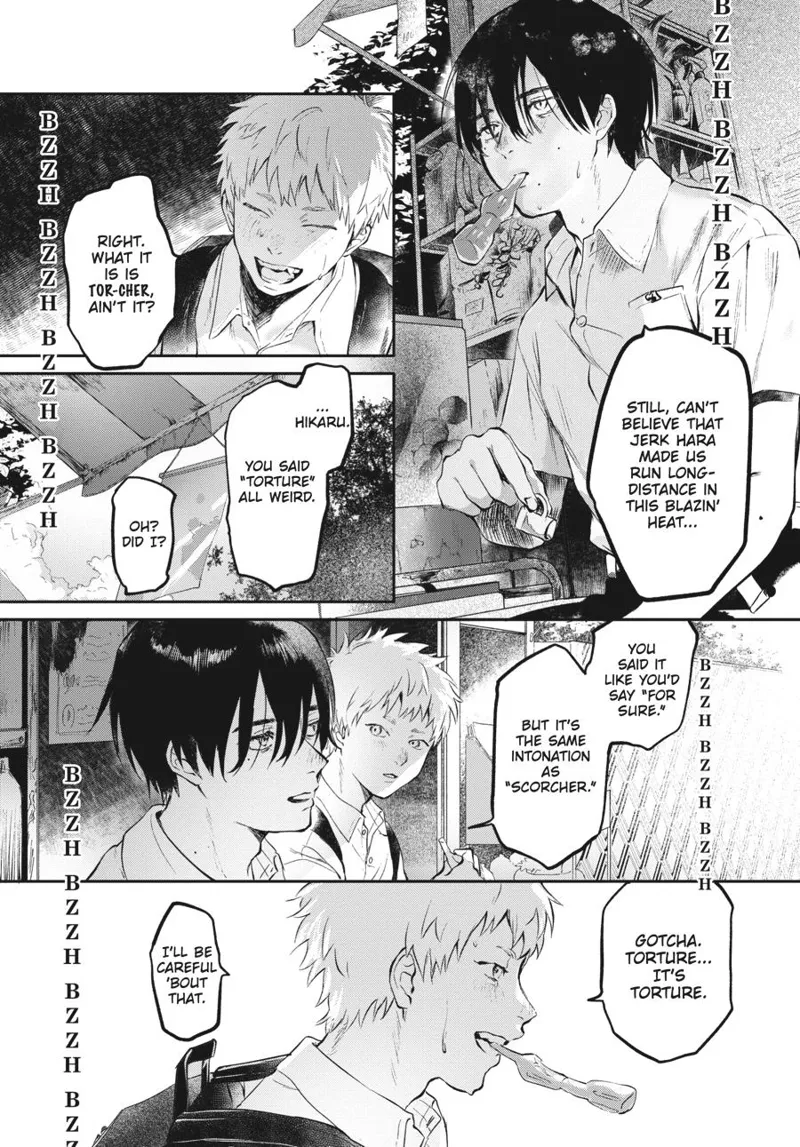 BZZH BZZH BZZH BZZH
STILL, CAN'T
BELIEVE THAT
JERK HARA
MADE US
RUN LONG-
DISTANCE IN
THIS BLAZIN'
HEAT...
RIGHT.
WHAT IT
IS IS
TOR-CHER,
AIN'T IT?
BZZH BZZH BZZH BZZH BZZH
...
HIKARU.
YOU SAID
"TORTURE"
ALL WEIRD.
OH?
DID I?
YOU
SAID IT
LIKE YOU'D
SAY "FOR
SURE."
BUT IT'S
THE SAME
INTONATION
AS
"SCORCHER."
BZZH BZZH BZZH
BZZH BZZH BZZH BZZH
GOTCHA.
TORTURE...
IT'S
TORTURE.
I'LL BE
CAREFUL
'BOUT
THAT.